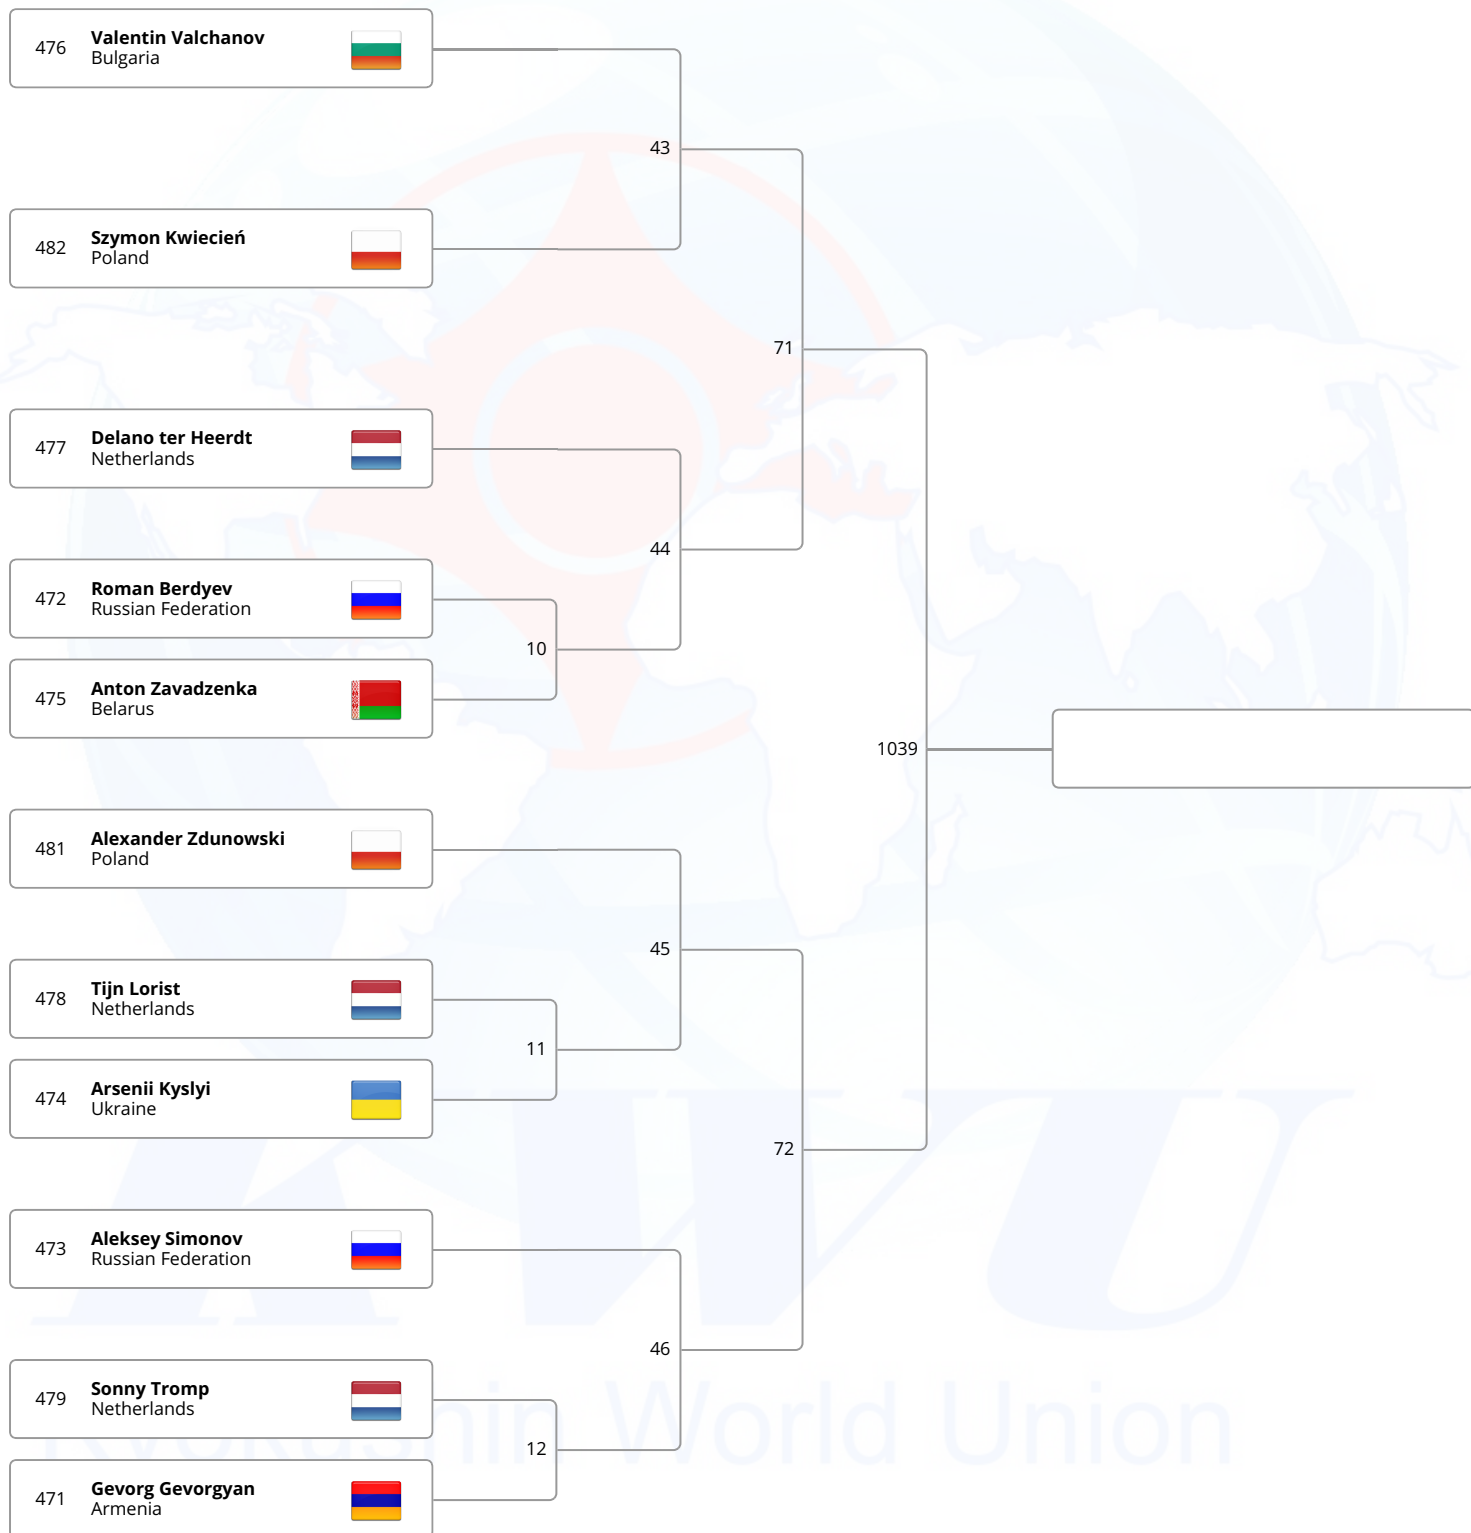 476
Valentin Valchanov
Bulgaria
43
482
Szymon Kwiecień
Poland
71
477
Delano ter Heerdt
Netherlands
44
472
Roman Berdyev
Russian Federation
10
475
Anton Zavadzenka
Belarus
1039
481
Alexander Zdunowski
Poland
45
478
Tijn Lorist
Netherlands
11
474
Arsenii Kyslyi
Ukraine
72
KWU
473
Aleksey Simonov
Russian Federation
46
479
Sonny Tromp
Netherlands
Kyokushin World Union
12
471
Gevorg Gevorgyan
Armenia